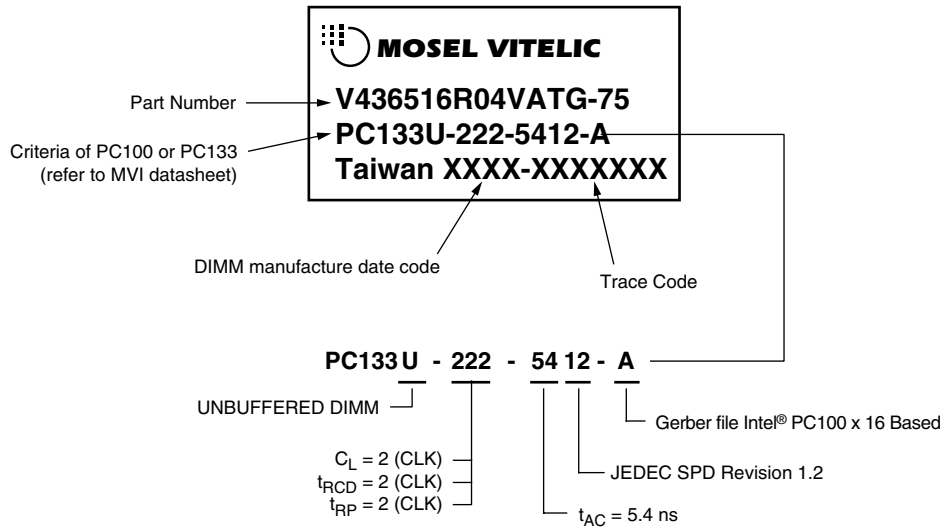 MOSEL VITELIC
Part Number
V436516R04VATG-75
Criteria of PC100 or PC133
(refer to MVI datasheet)
PC133U-222-5412-A
Taiwan XXXX-XXXXXXX
DIMM manufacture date code
Trace Code
PC133 U - 222 - 54 12 - A
UNBUFFERED DIMM
Gerber file Intel® PC100 x 16 Based
CL = 2 (CLK)
tRCD = 2 (CLK)
tRP = 2 (CLK)
JEDEC SPD Revision 1.2
tAC = 5.4 ns